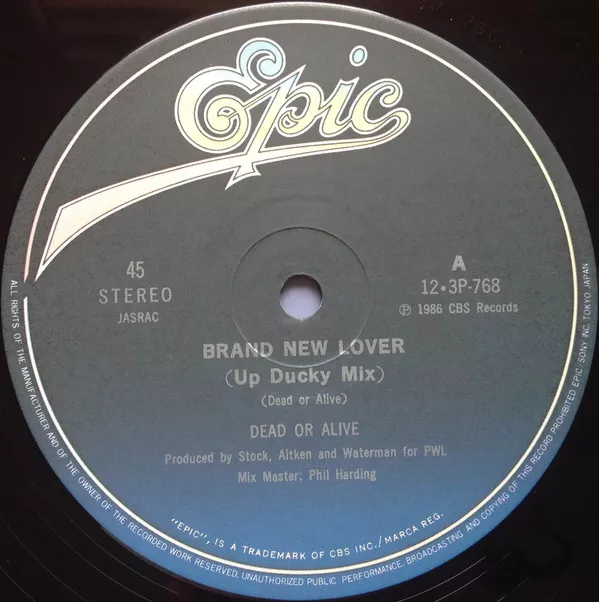 Epic
45
STEREO
JASRAC
A
12•3P-768
Ⓟ 1986 CBS Records
BRAND NEW LOVER
(Up Ducky Mix)
(Dead or Alive)
DEAD OR ALIVE
Produced by Stock, Aitken and Waterman for PWL
Mix Master: Phil Harding
"EPIC", IS A TRADEMARK OF CBS INC./MARCA REG.
ALL RIGHTS OF THE MANUFACTURER AND OF THE OWNER OF THE RECORDED WORK RESERVED. UNAUTHORIZED PUBLIC PERFORMANCE, BROADCASTING AND COPYING OF THIS RECORD PROHIBITED EPIC/SONY INC. TOKYO JAPAN